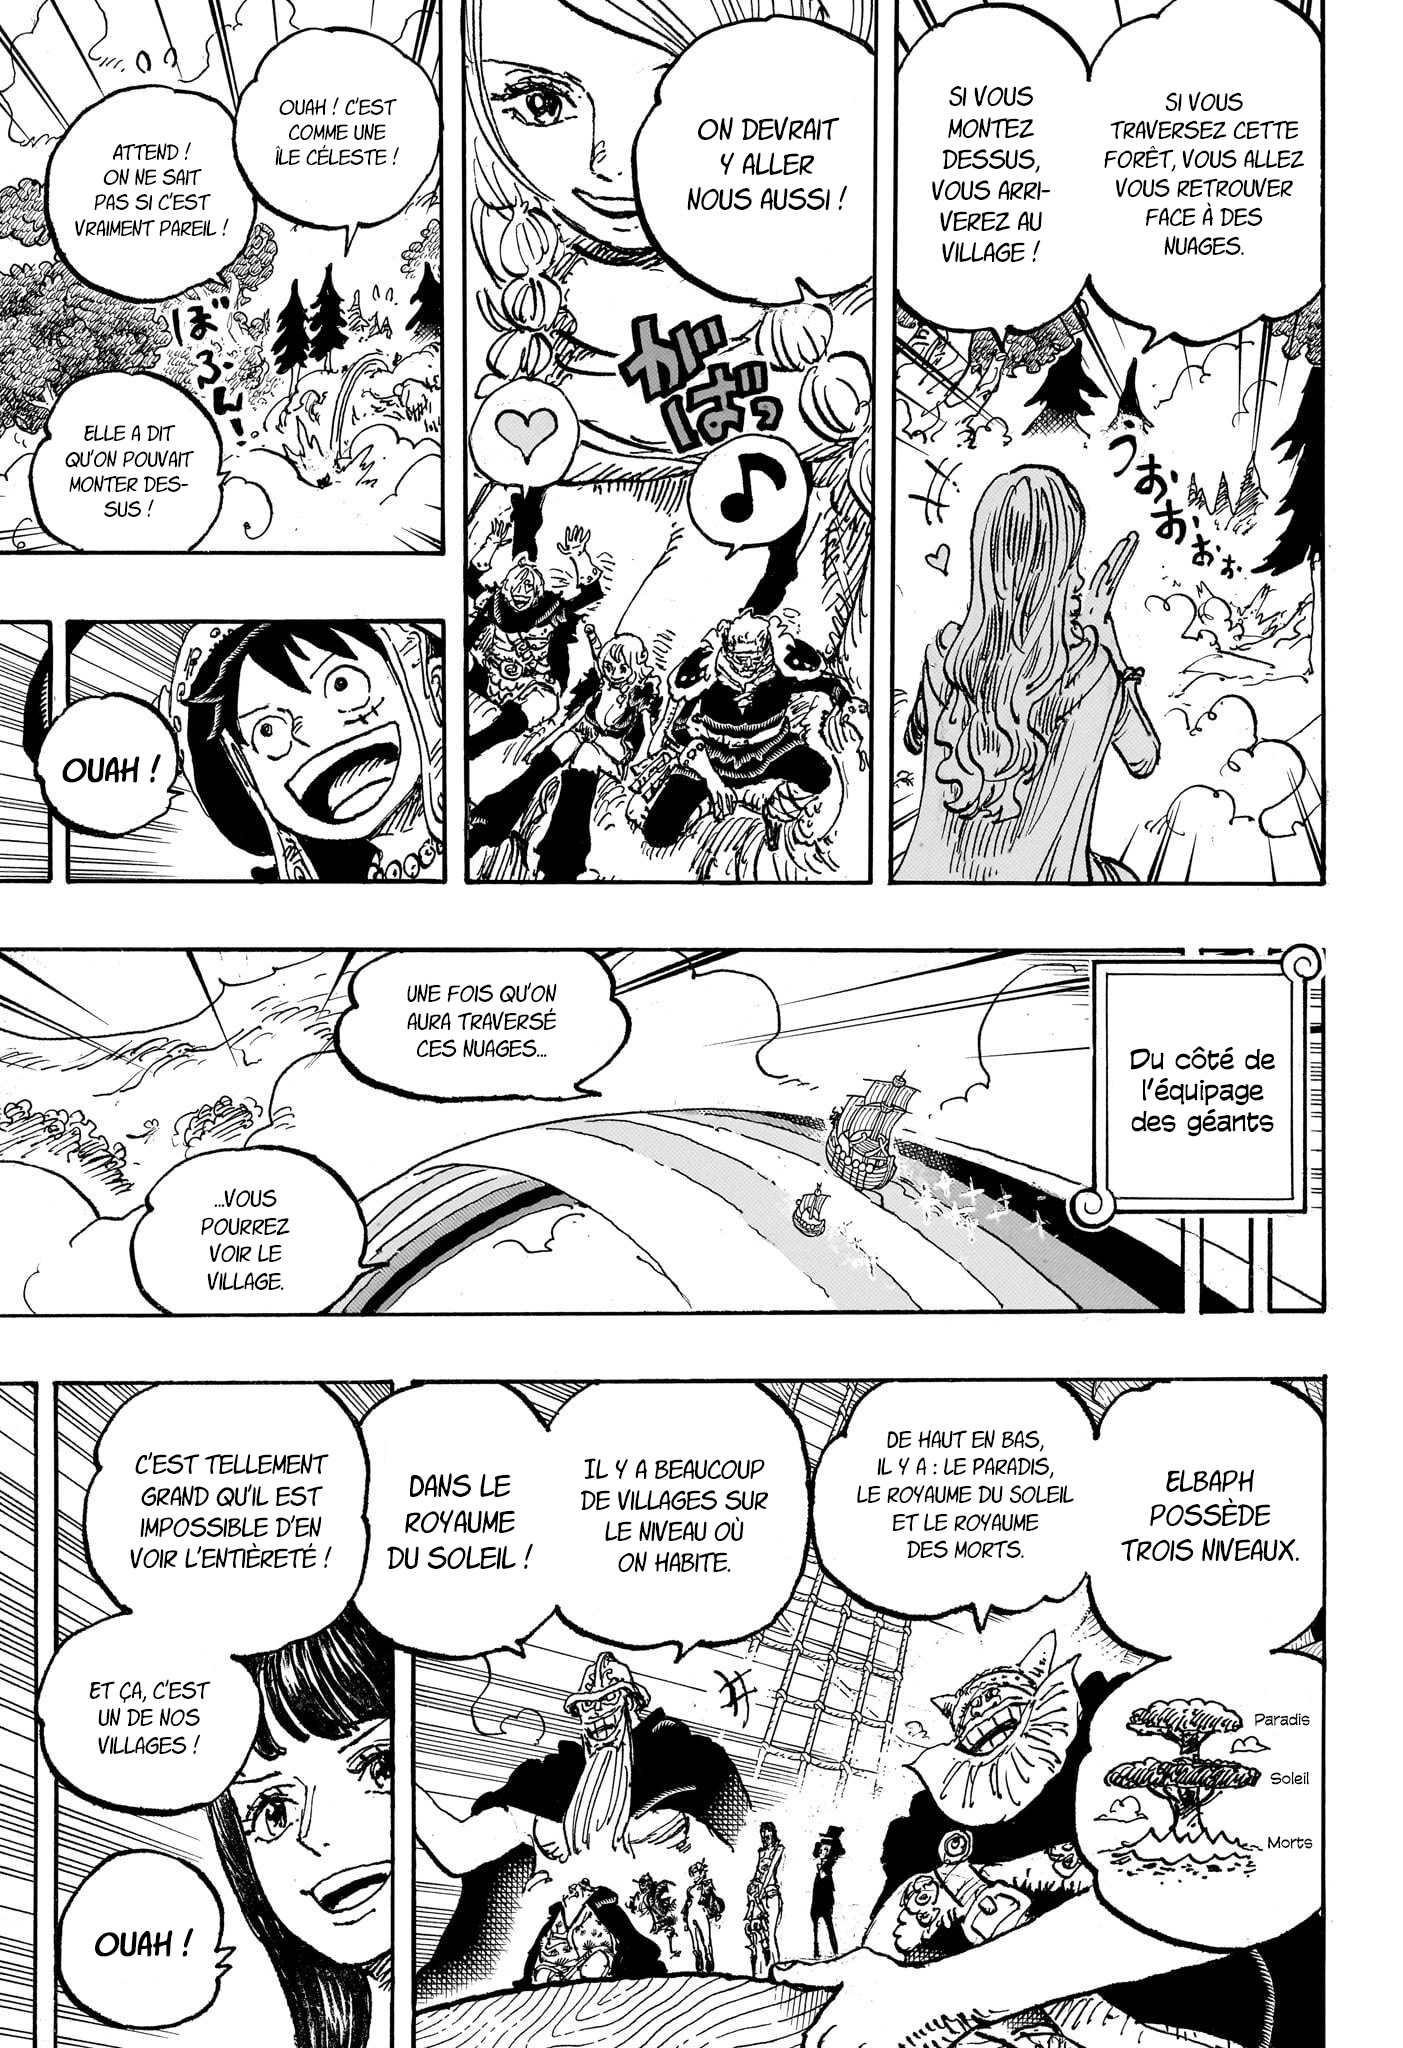 SI VOUS
TRAVERSEZ CETTE
FORÊT, VOUS ALLEZ
VOUS RETROUVER
FACE À DES
NUAGES.
SI VOUS
MONTEZ
DESSUS,
VOUS ARRI-
VEREZ AU
VILLAGE !
うおおおぉぉ
ON DEVRAIT
Y ALLER
NOUS AUSSI !
がばっ
OUAH ! C'EST
COMME UNE
ÎLE CÉLESTE !
ATTEND !
ON NE SAIT
PAS SI C'EST
VRAIMENT PAREIL !
ぼふん!
ELLE A DIT
QU'ON POUVAIT
MONTER DES-
SUS !
OUAH !
Du côté de
l'équipage
des géants
UNE FOIS QU'ON
AURA TRAVERSÉ
CES NUAGES...
...VOUS
POURREZ
VOIR LE
VILLAGE.
ELBAPH
POSSÈDE
TROIS NIVEAUX.
Paradis
Soleil
Morts
DE HAUT EN BAS,
IL Y A : LE PARADIS,
LE ROYAUME DU SOLEIL
ET LE ROYAUME
DES MORTS.
IL Y A BEAUCOUP
DE VILLAGES SUR
LE NIVEAU OÙ
ON HABITE.
DANS LE
ROYAUME
DU SOLEIL !
C'EST TELLEMENT
GRAND QU'IL EST
IMPOSSIBLE D'EN
VOIR L'ENTIÈRETÉ !
ET ÇA, C'EST
UN DE NOS
VILLAGES !
OUAH !